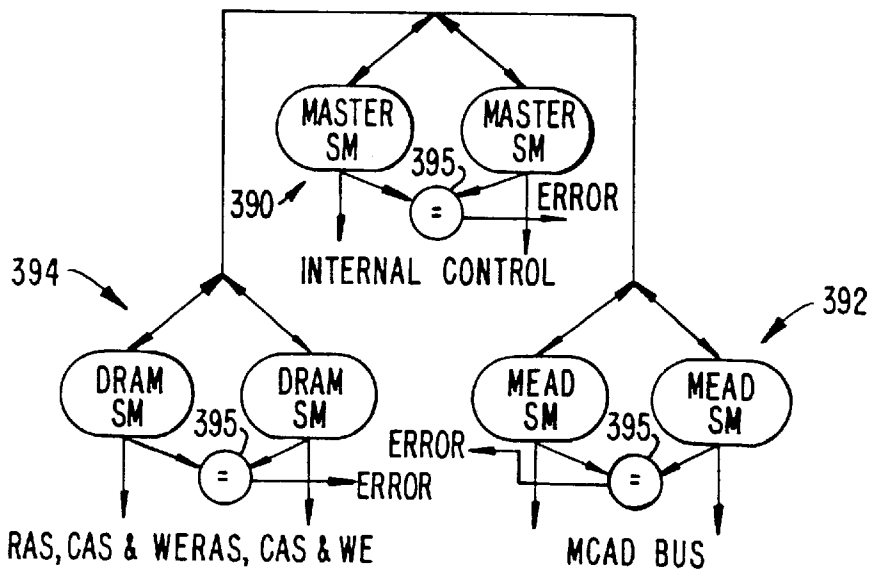 MASTER SM
MASTER SM
395
390
=
ERROR
INTERNAL CONTROL
394
392
DRAM SM
DRAM SM
MEAD SM
MEAD SM
395
ERROR
395
=
ERROR
=
RAS, CAS & WERAS, CAS & WE
MCAD BUS